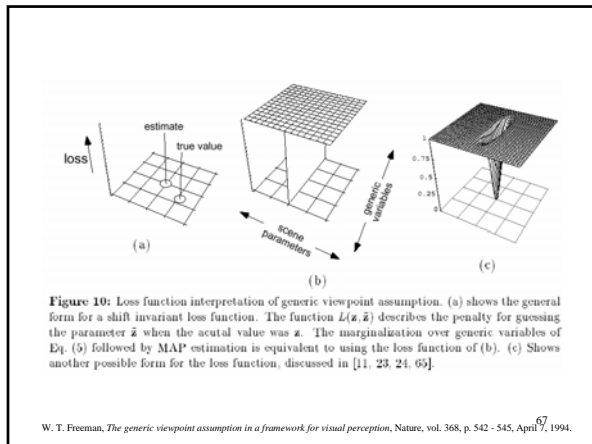 estimate
true value
loss
(a)
scene
parameters
generic
variables
(b)
1
0.75
0.5
0.25
0
(c)
Figure 10: Loss function interpretation of generic viewpoint assumption. (a) shows the general
form for a shift invariant loss function. The function L(z, z̃) describes the penalty for guessing
the parameter z̃ when the acutal value was z. The marginalization over generic variables of
Eq. (5) followed by MAP estimation is equivalent to using the loss function of (b). (c) Shows
another possible form for the loss function, discussed in [11, 23, 24, 65].
W. T. Freeman, The generic viewpoint assumption in a framework for visual perception, Nature, vol. 368, p. 542 - 545, April 7, 1994.
67